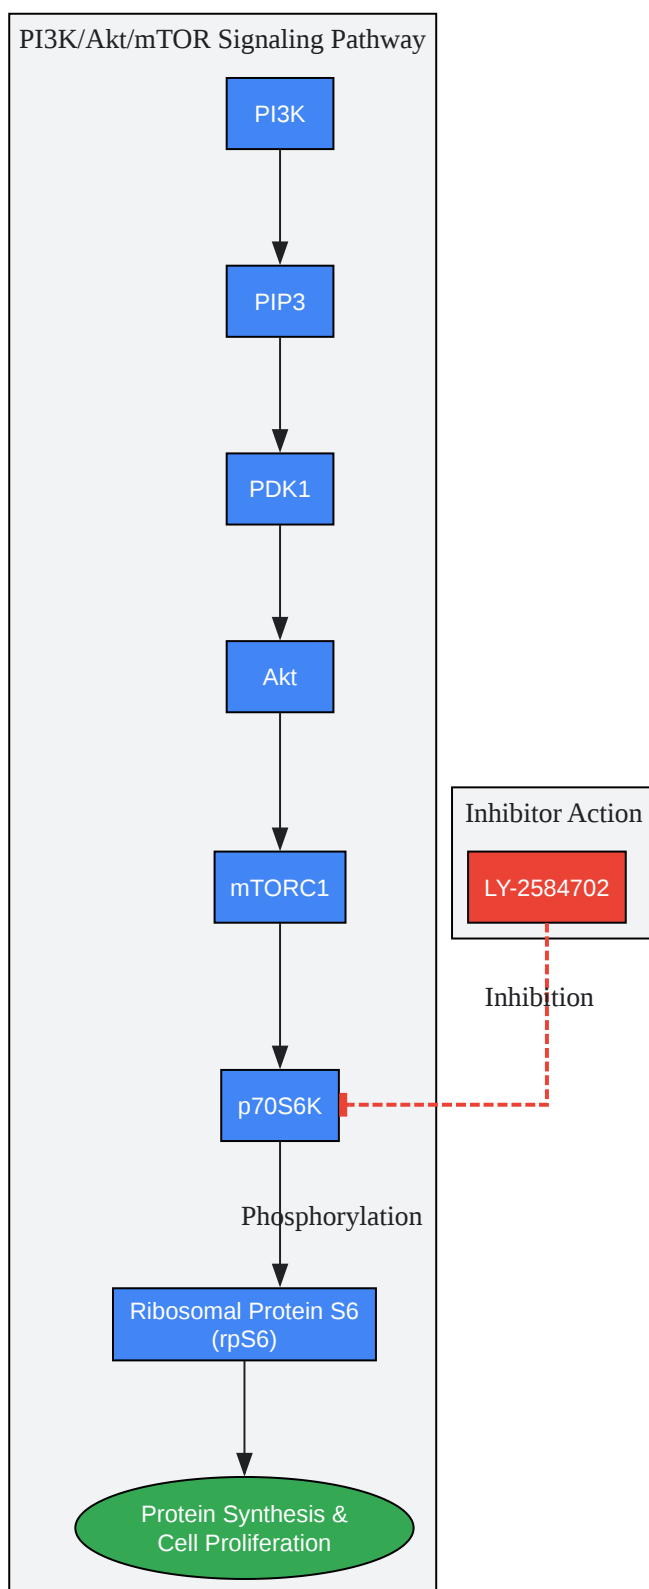 PI3K/Akt/mTOR Signaling Pathway
PI3K
PIP3
PDK1
Akt
Inhibitor Action
mTORC1
LY-2584702
Inhibition
p70S6K
Phosphorylation
Ribosomal Protein S6
(rpS6)
Protein Synthesis &
Cell Proliferation